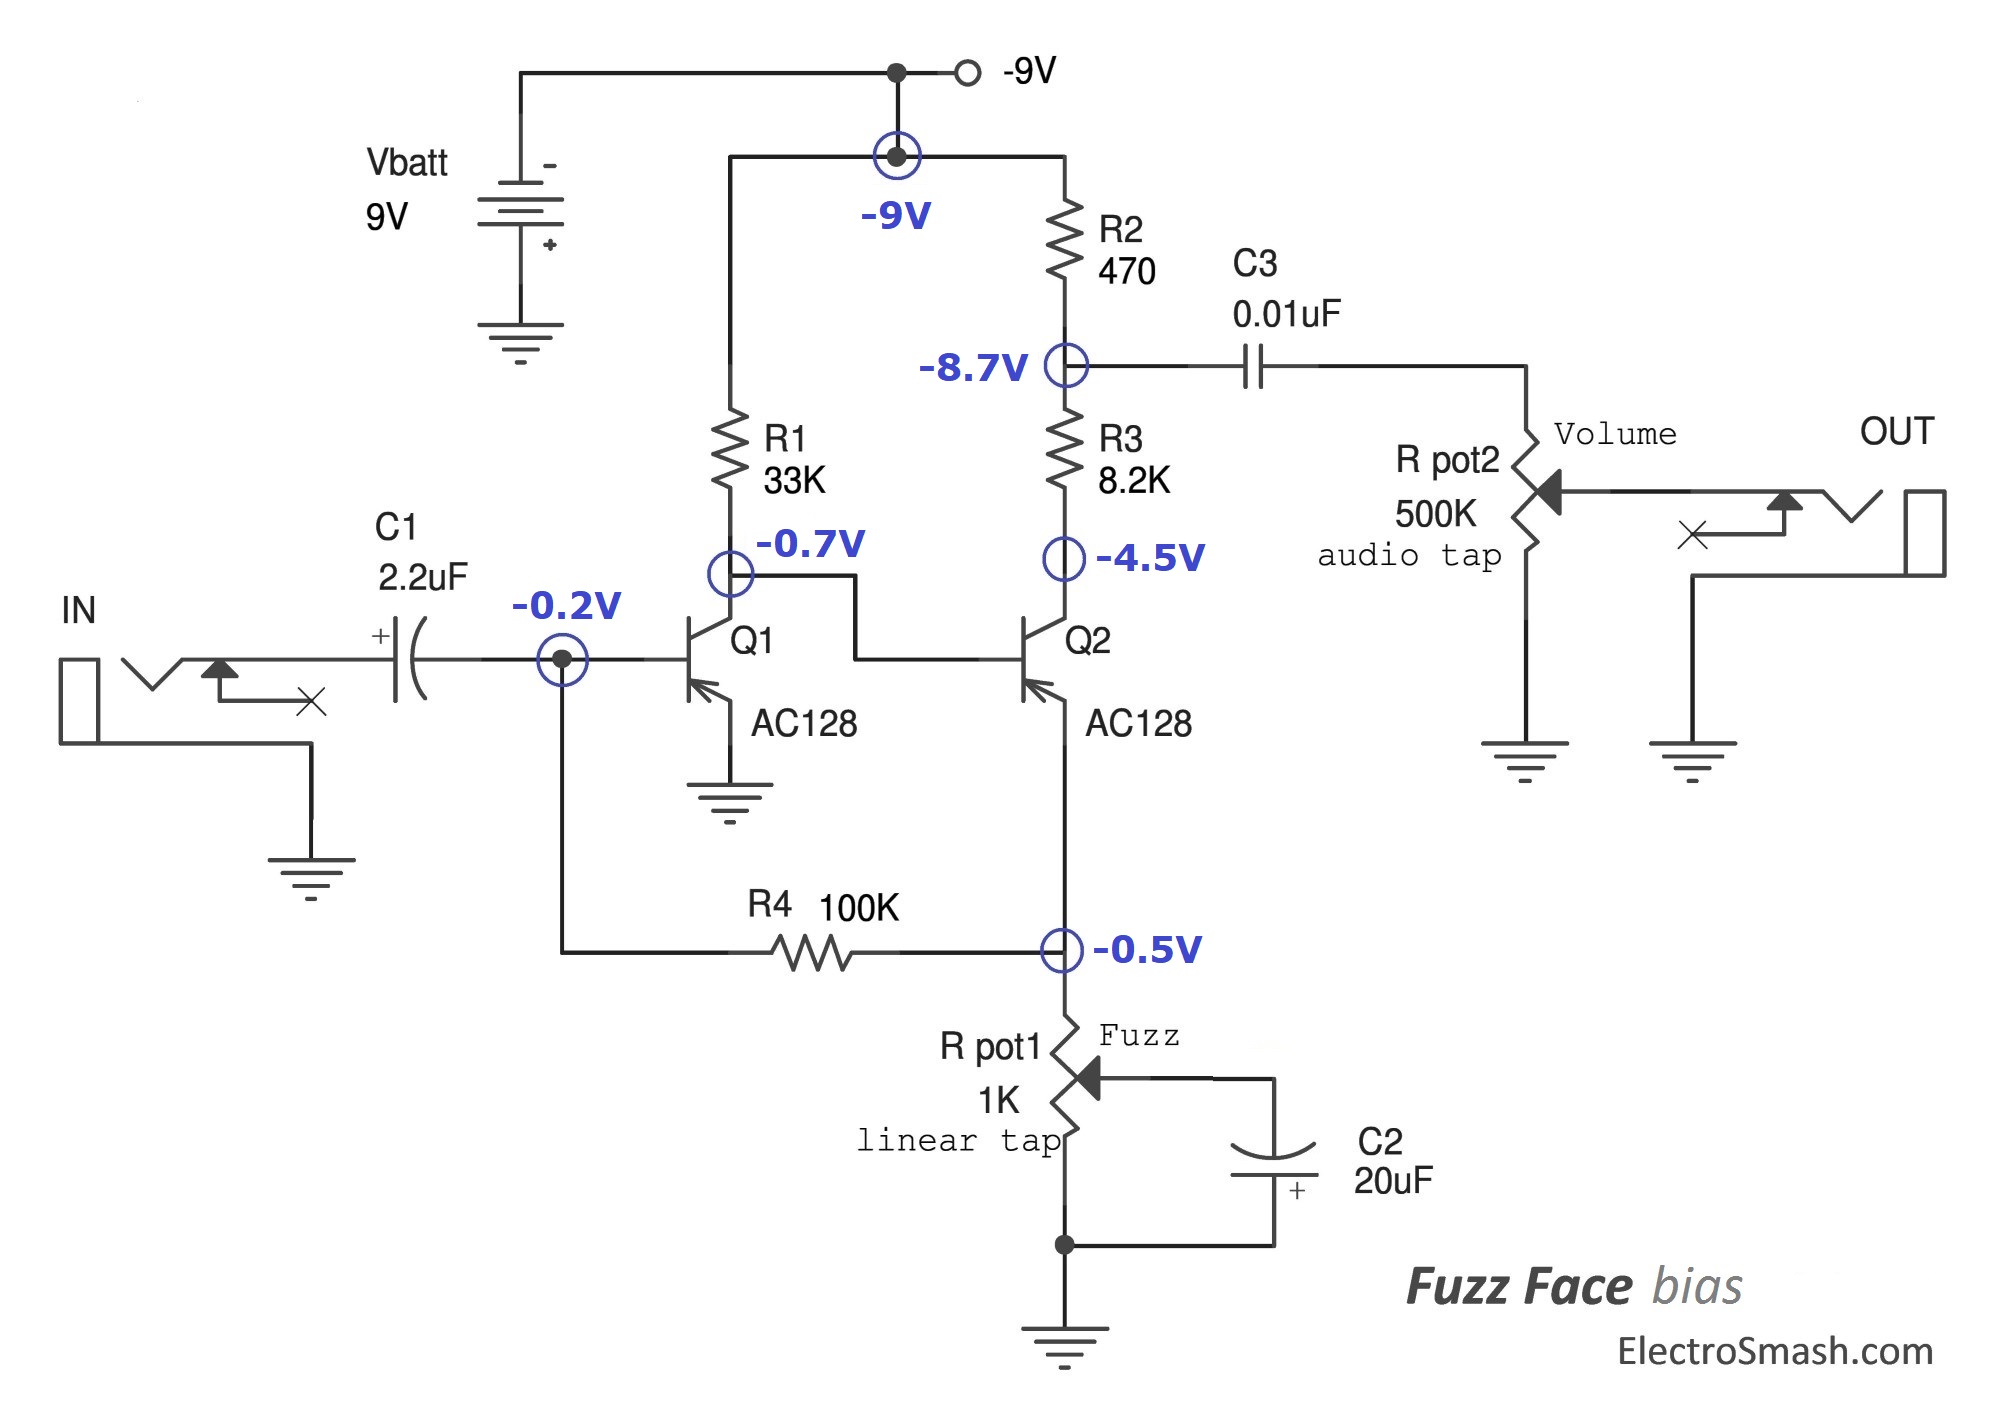 -9V
Vbatt
9V
-
+
-9V
R2
470
C3
0.01uF
-8.7V
R1
33K
R3
8.2K
Volume
R pot2
500K
audio tap
OUT
C1
2.2uF
+
-0.7V
-4.5V
IN
-0.2V
Q1
AC128
Q2
AC128
R4 100K
-0.5V
R pot1
1K
linear tap
Fuzz
C2
20uF
+
Fuzz Face bias
ElectroSmash.com